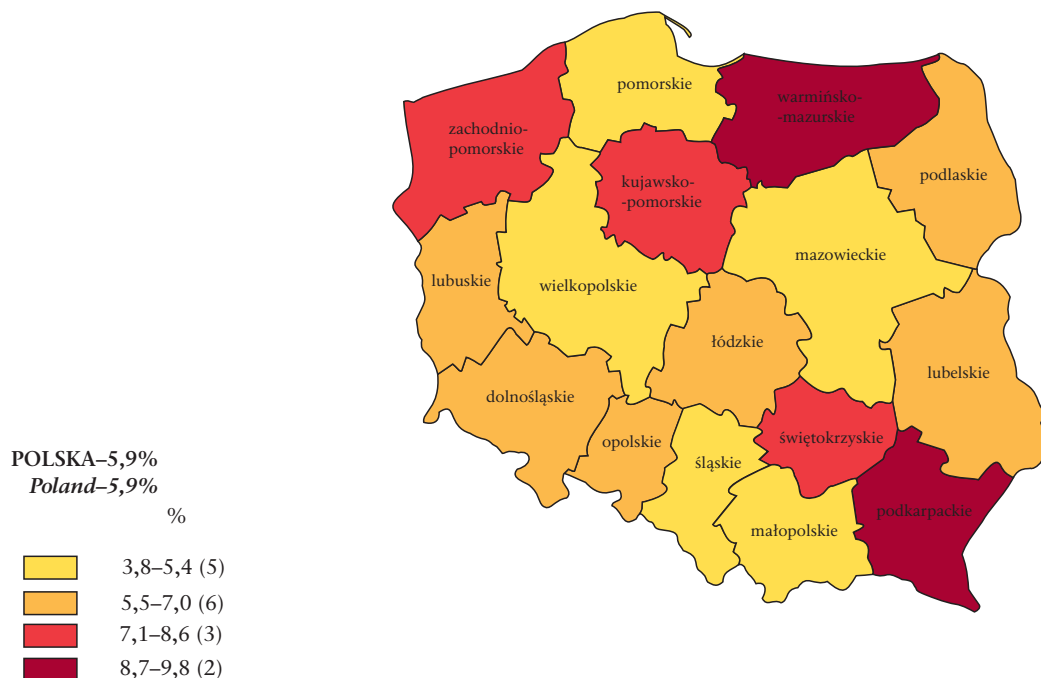 pomorskie
warmińsko-
-mazurskie
zachodnio-
pomorskie
podlaskie
kujawsko-
-pomorskie
mazowieckie
lubuskie
wielkopolskie
łódzkie
lubelskie
dolnośląskie
opolskie
świętokrzyskie
śląskie
podkarpackie
małopolskie
POLSKA–5,9%
Poland–5,9%
%
3,8–5,4 (5)
5,5–7,0 (6)
7,1–8,6 (3)
8,7–9,8 (2)